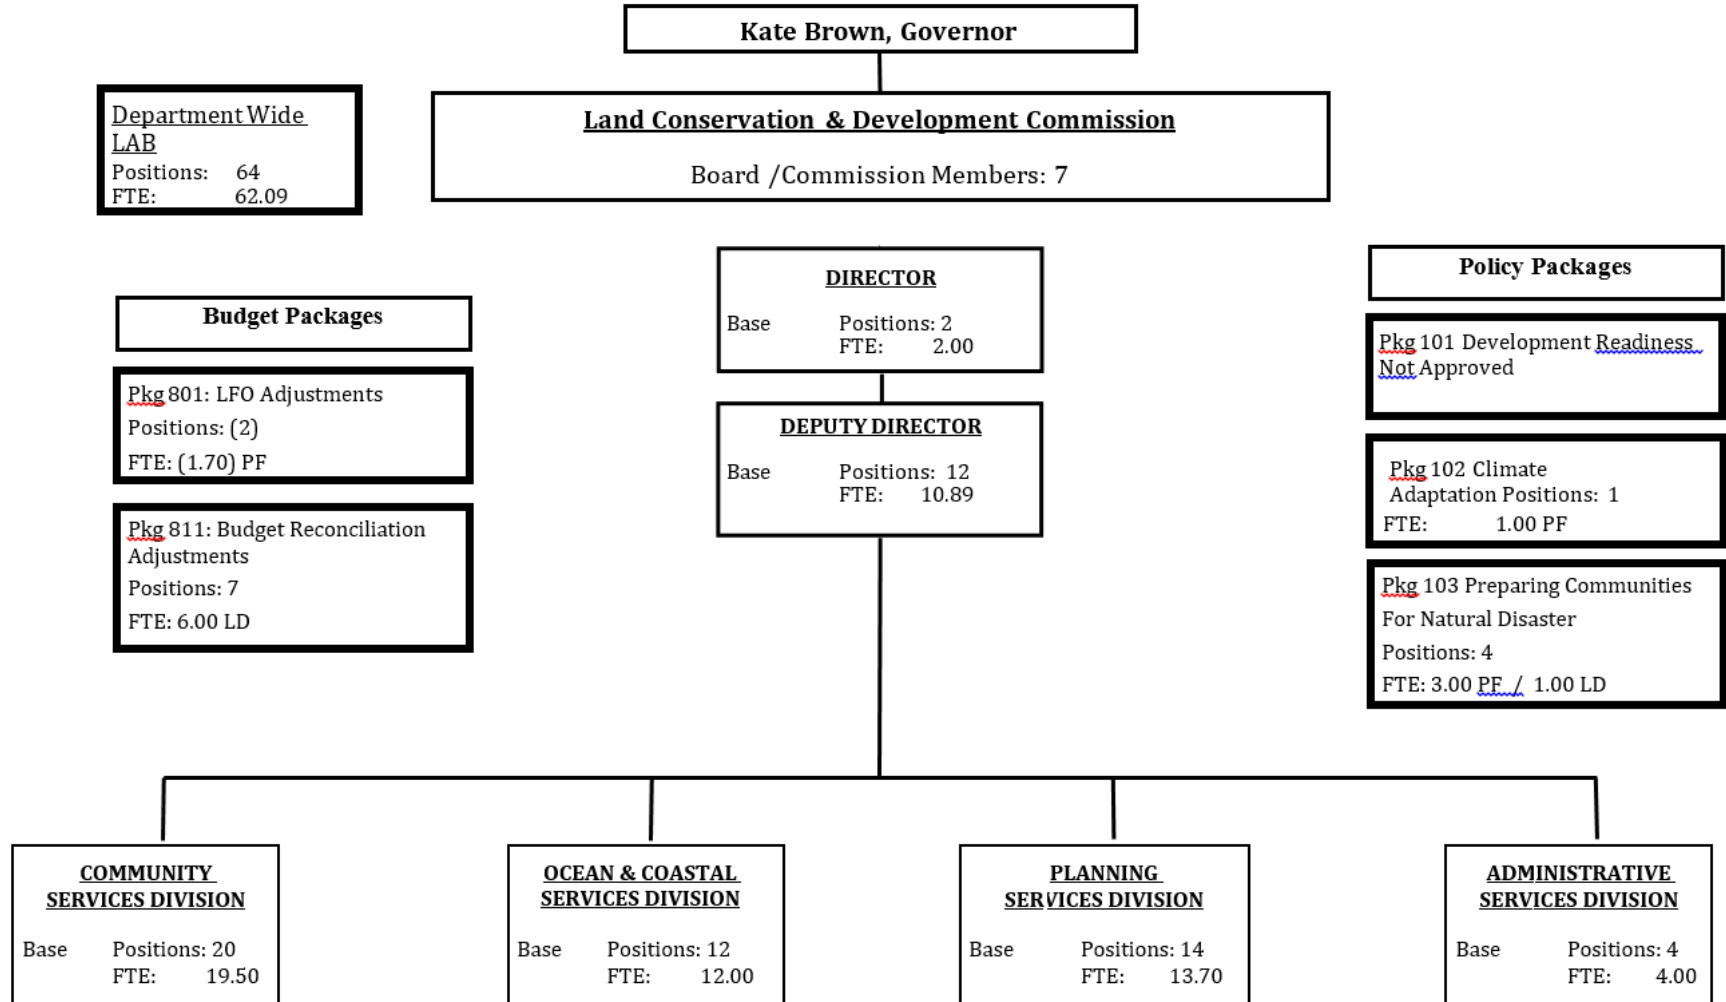 Kate Brown, Governor
Department Wide
LAB
Positions: 64
FTE: 62.09
Land Conservation & Development Commission
Board /Commission Members: 7
DIRECTOR
Base Positions: 2
FTE: 2.00
DEPUTY DIRECTOR
Base Positions: 12
FTE: 10.89
Budget Packages
Pkg 801: LFO Adjustments
Positions: (2)
FTE: (1.70) PF
Pkg 811: Budget Reconciliation
Adjustments
Positions: 7
FTE: 6.00 LD
Policy Packages
Pkg 101 Development Readiness
Not Approved
Pkg 102 Climate
Adaptation Positions: 1
FTE: 1.00 PF
Pkg 103 Preparing Communities
For Natural Disaster
Positions: 4
FTE: 3.00 PF / 1.00 LD
COMMUNITY
SERVICES DIVISION
Base Positions: 20
FTE: 19.50
OCEAN & COASTAL
SERVICES DIVISION
Base Positions: 12
FTE: 12.00
PLANNING
SERVICES DIVISION
Base Positions: 14
FTE: 13.70
ADMINISTRATIVE
SERVICES DIVISION
Base Positions: 4
FTE: 4.00